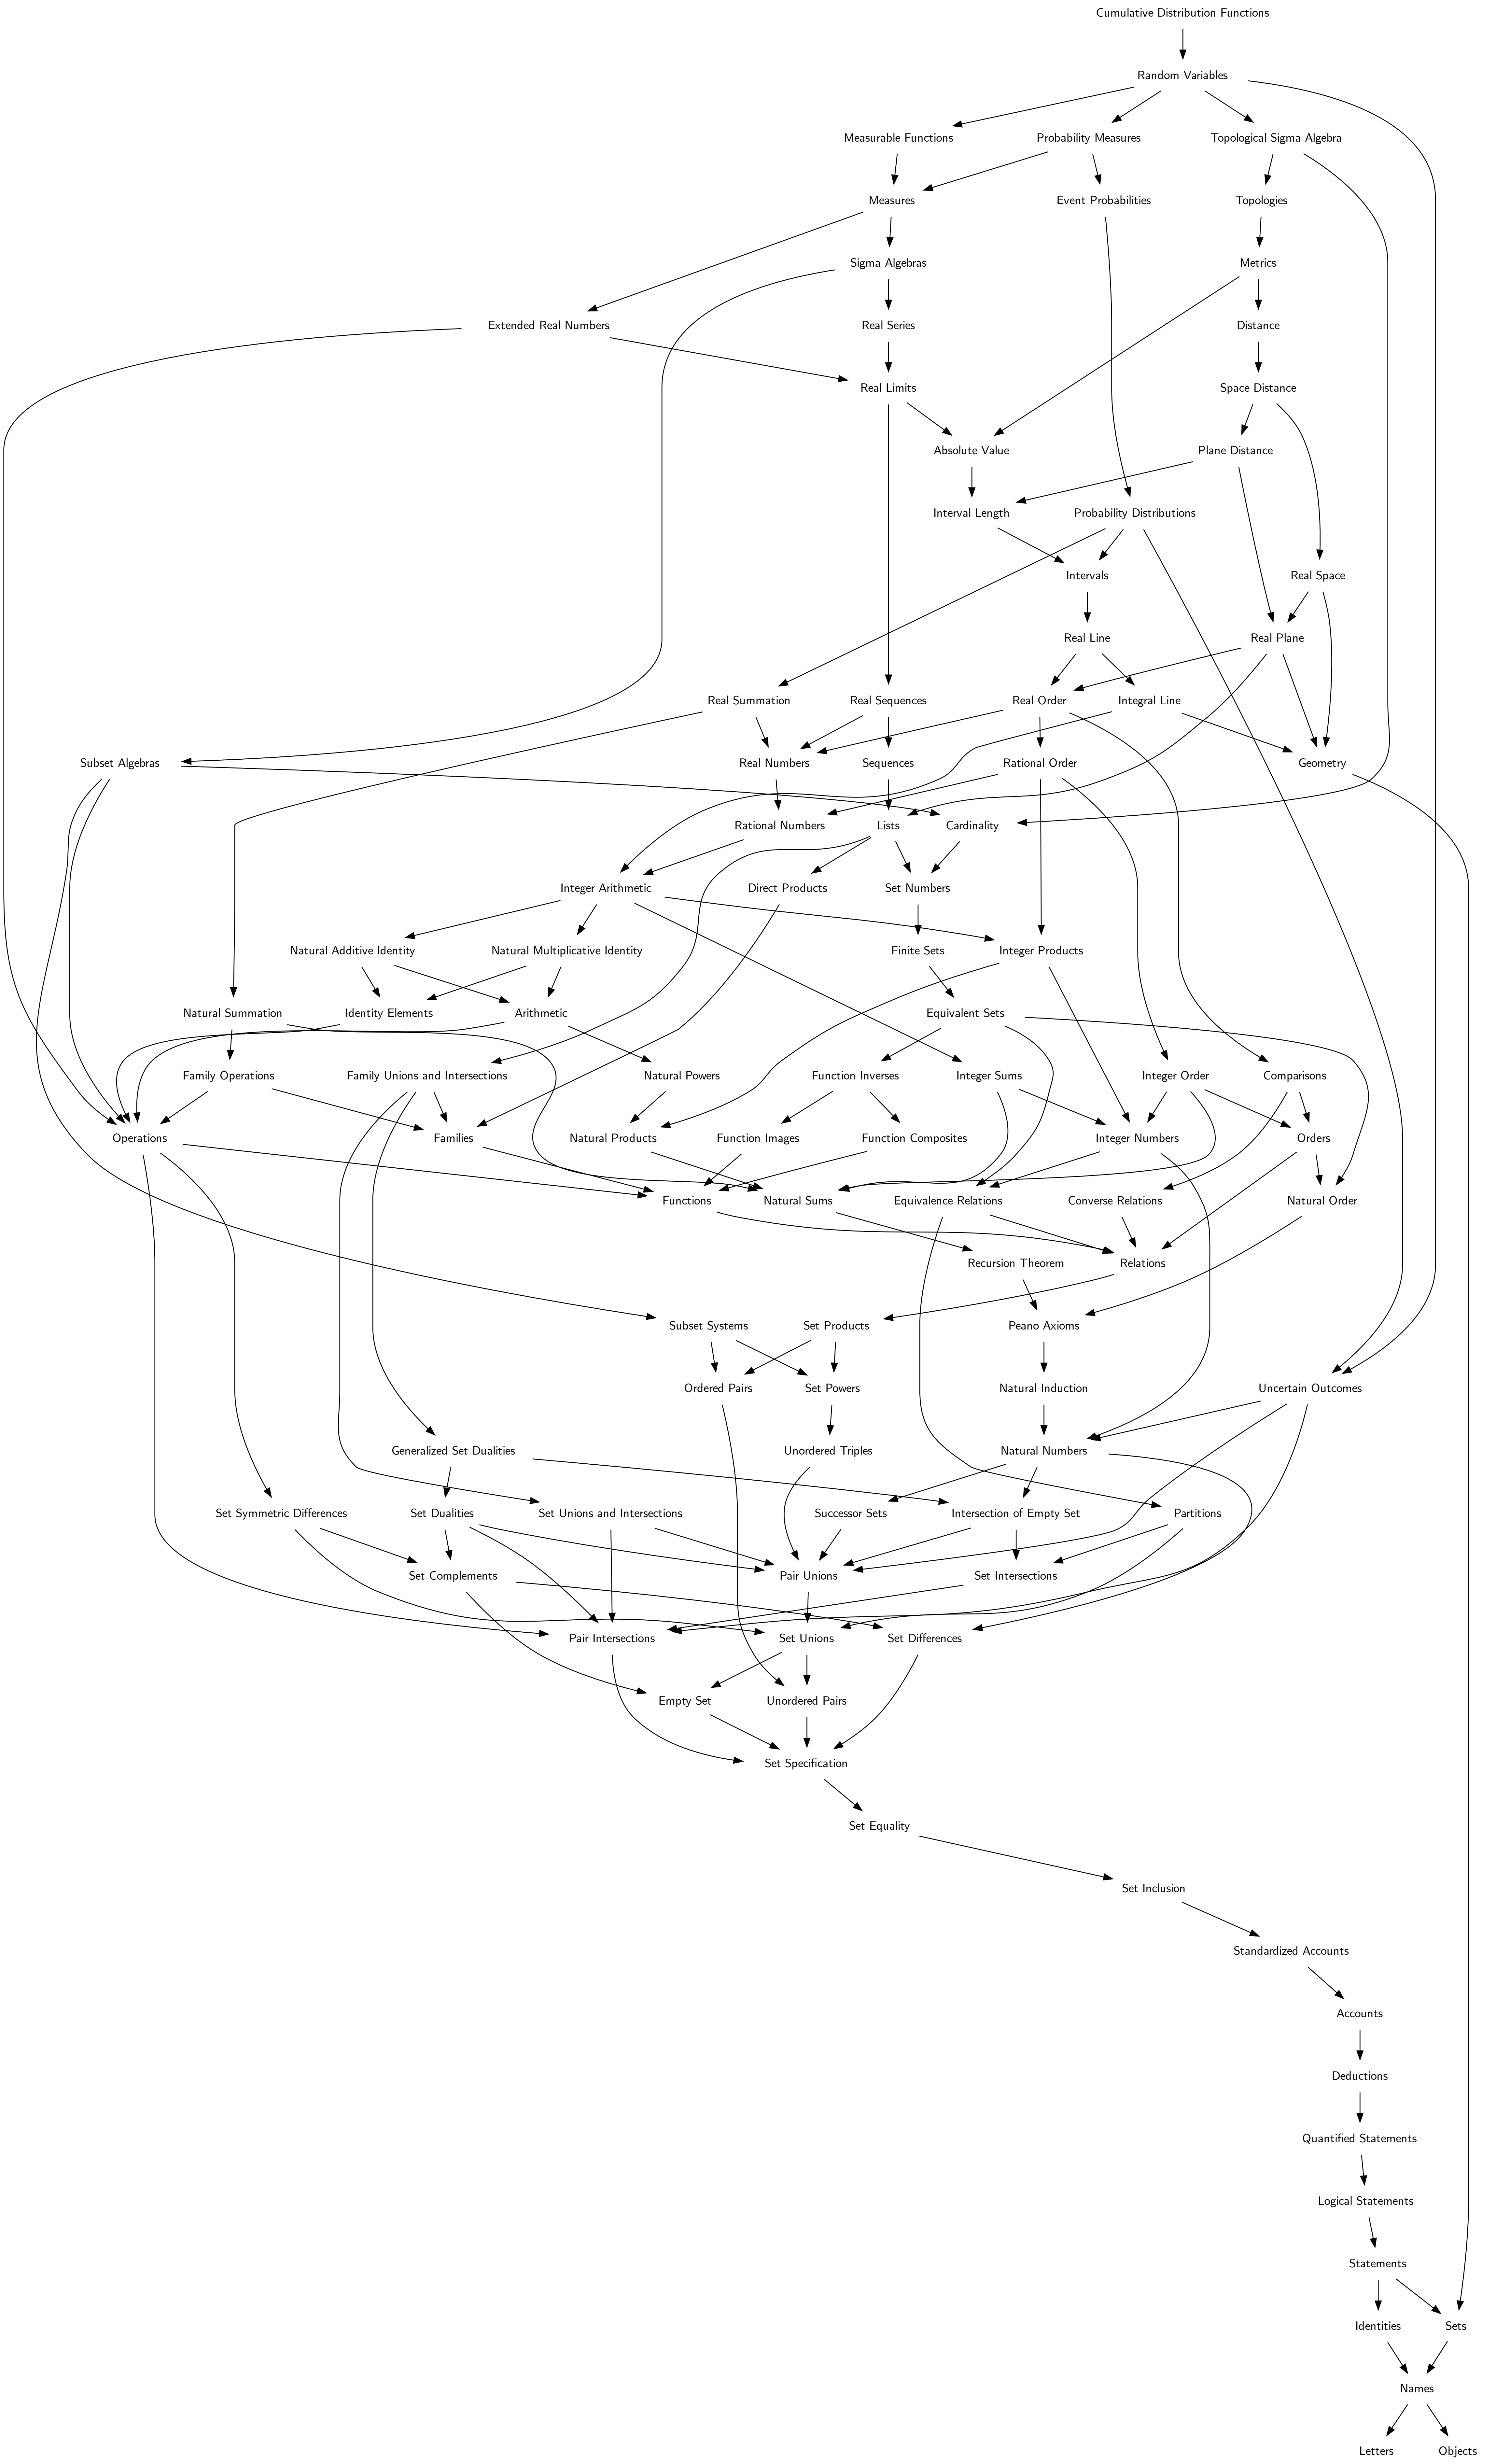 Cumulative Distribution Functions
Random Variables
Measurable Functions
Probability Measures
Topological Sigma Algebra
Measures
Event Probabilities
Topologies
Sigma Algebras
Metrics
Extended Real Numbers
Real Series
Distance
Real Limits
Space Distance
Absolute Value
Plane Distance
Interval Length
Probability Distributions
Intervals
Real Space
Real Line
Real Plane
Real Summation
Real Sequences
Real Order
Integral Line
Subset Algebras
Real Numbers
Sequences
Rational Order
Geometry
Rational Numbers
Lists
Cardinality
Integer Arithmetic
Direct Products
Set Numbers
Natural Additive Identity
Natural Multiplicative Identity
Finite Sets
Integer Products
Natural Summation
Identity Elements
Arithmetic
Equivalent Sets
Family Operations
Family Unions and Intersections
Natural Powers
Function Inverses
Integer Sums
Integer Order
Comparisons
Operations
Families
Natural Products
Function Images
Function Composites
Integer Numbers
Orders
Functions
Natural Sums
Equivalence Relations
Converse Relations
Natural Order
Recursion Theorem
Relations
Subset Systems
Set Products
Peano Axioms
Ordered Pairs
Set Powers
Natural Induction
Uncertain Outcomes
Generalized Set Dualities
Unordered Triples
Natural Numbers
Set Symmetric Differences
Set Dualities
Set Unions and Intersections
Successor Sets
Intersection of Empty Set
Partitions
Set Complements
Pair Unions
Set Intersections
Pair Intersections
Set Unions
Set Differences
Empty Set
Unordered Pairs
Set Specification
Set Equality
Set Inclusion
Standardized Accounts
Accounts
Deductions
Quantified Statements
Logical Statements
Statements
Identities
Sets
Names
Letters
Objects